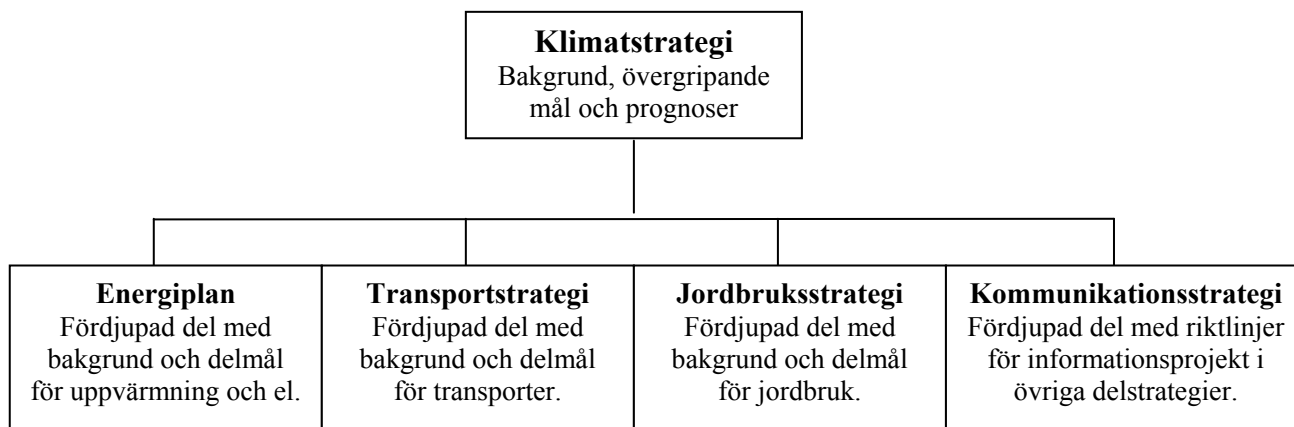 Klimatstrategi
Bakgrund, övergripande
mål och prognoser
Energiplan
Fördjupad del med
bakgrund och delmål
för uppvärmning och el.
Transportstrategi
Fördjupad del med
bakgrund och delmål
för transporter.
Jordbruksstrategi
Fördjupad del med
bakgrund och delmål
för jordbruk.
Kommunikationsstrategi
Fördjupad del med riktlinjer
för informationsprojekt i
övriga delstrategier.